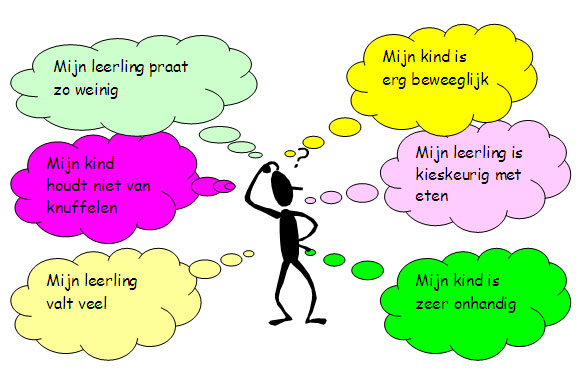 Mijn leerling praat
zo weinig
Mijn kind is
erg beweeglijk
?
Mijn kind
houdt niet van
knuffelen
Mijn leerling is
kieskeurig met
eten
Mijn leerling
valt veel
Mijn kind is
zeer onhandig